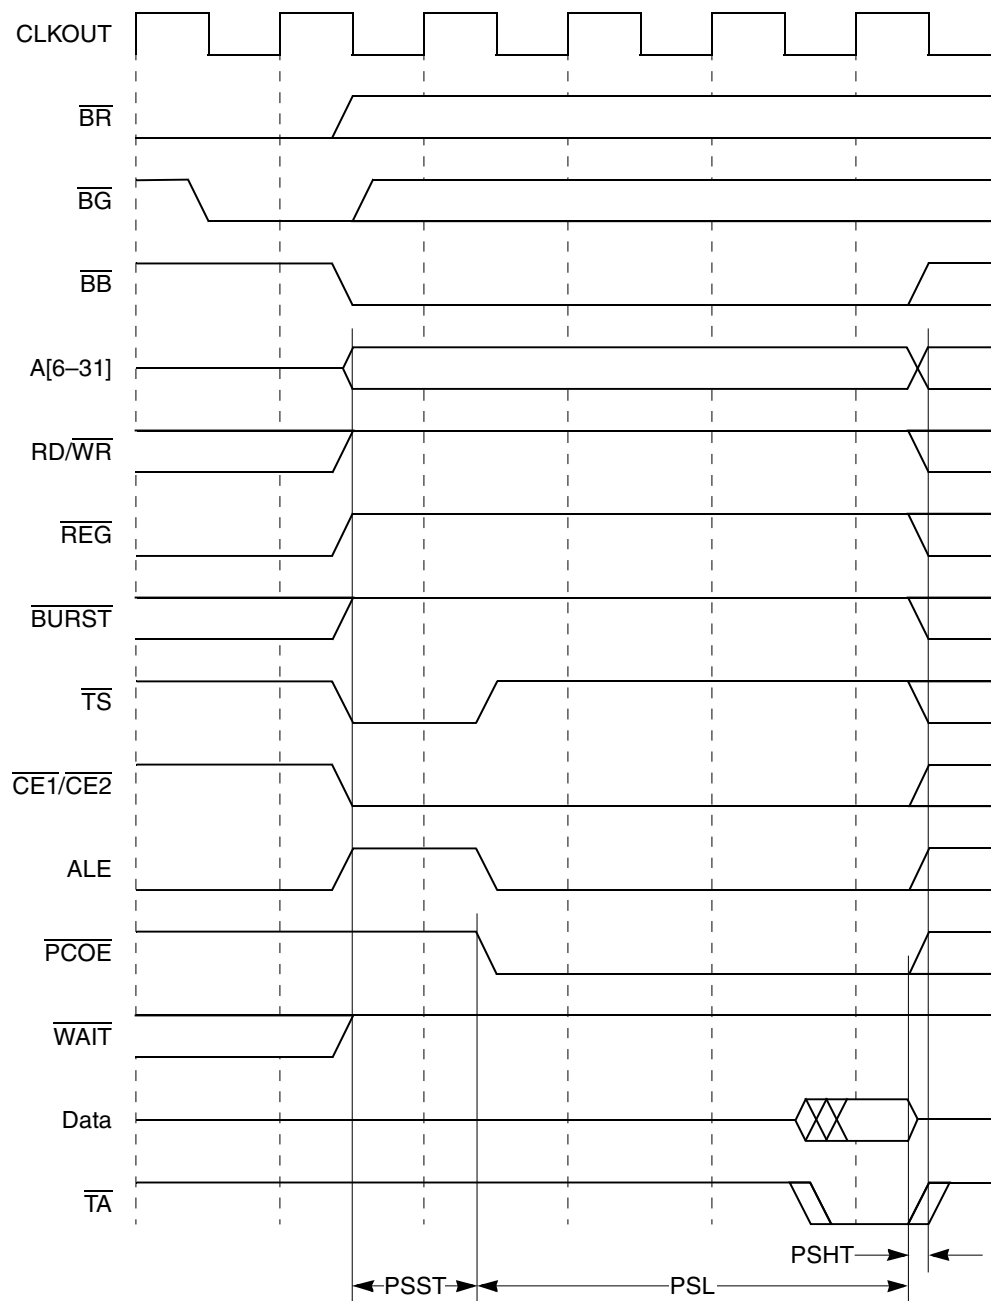 CLKOUT
BR
BG
BB
A[6–31]
RD/WR
REG
BURST
TS
CE1/CE2
ALE
PCOE
WAIT
Data
TA
PSHT
PSST
PSL